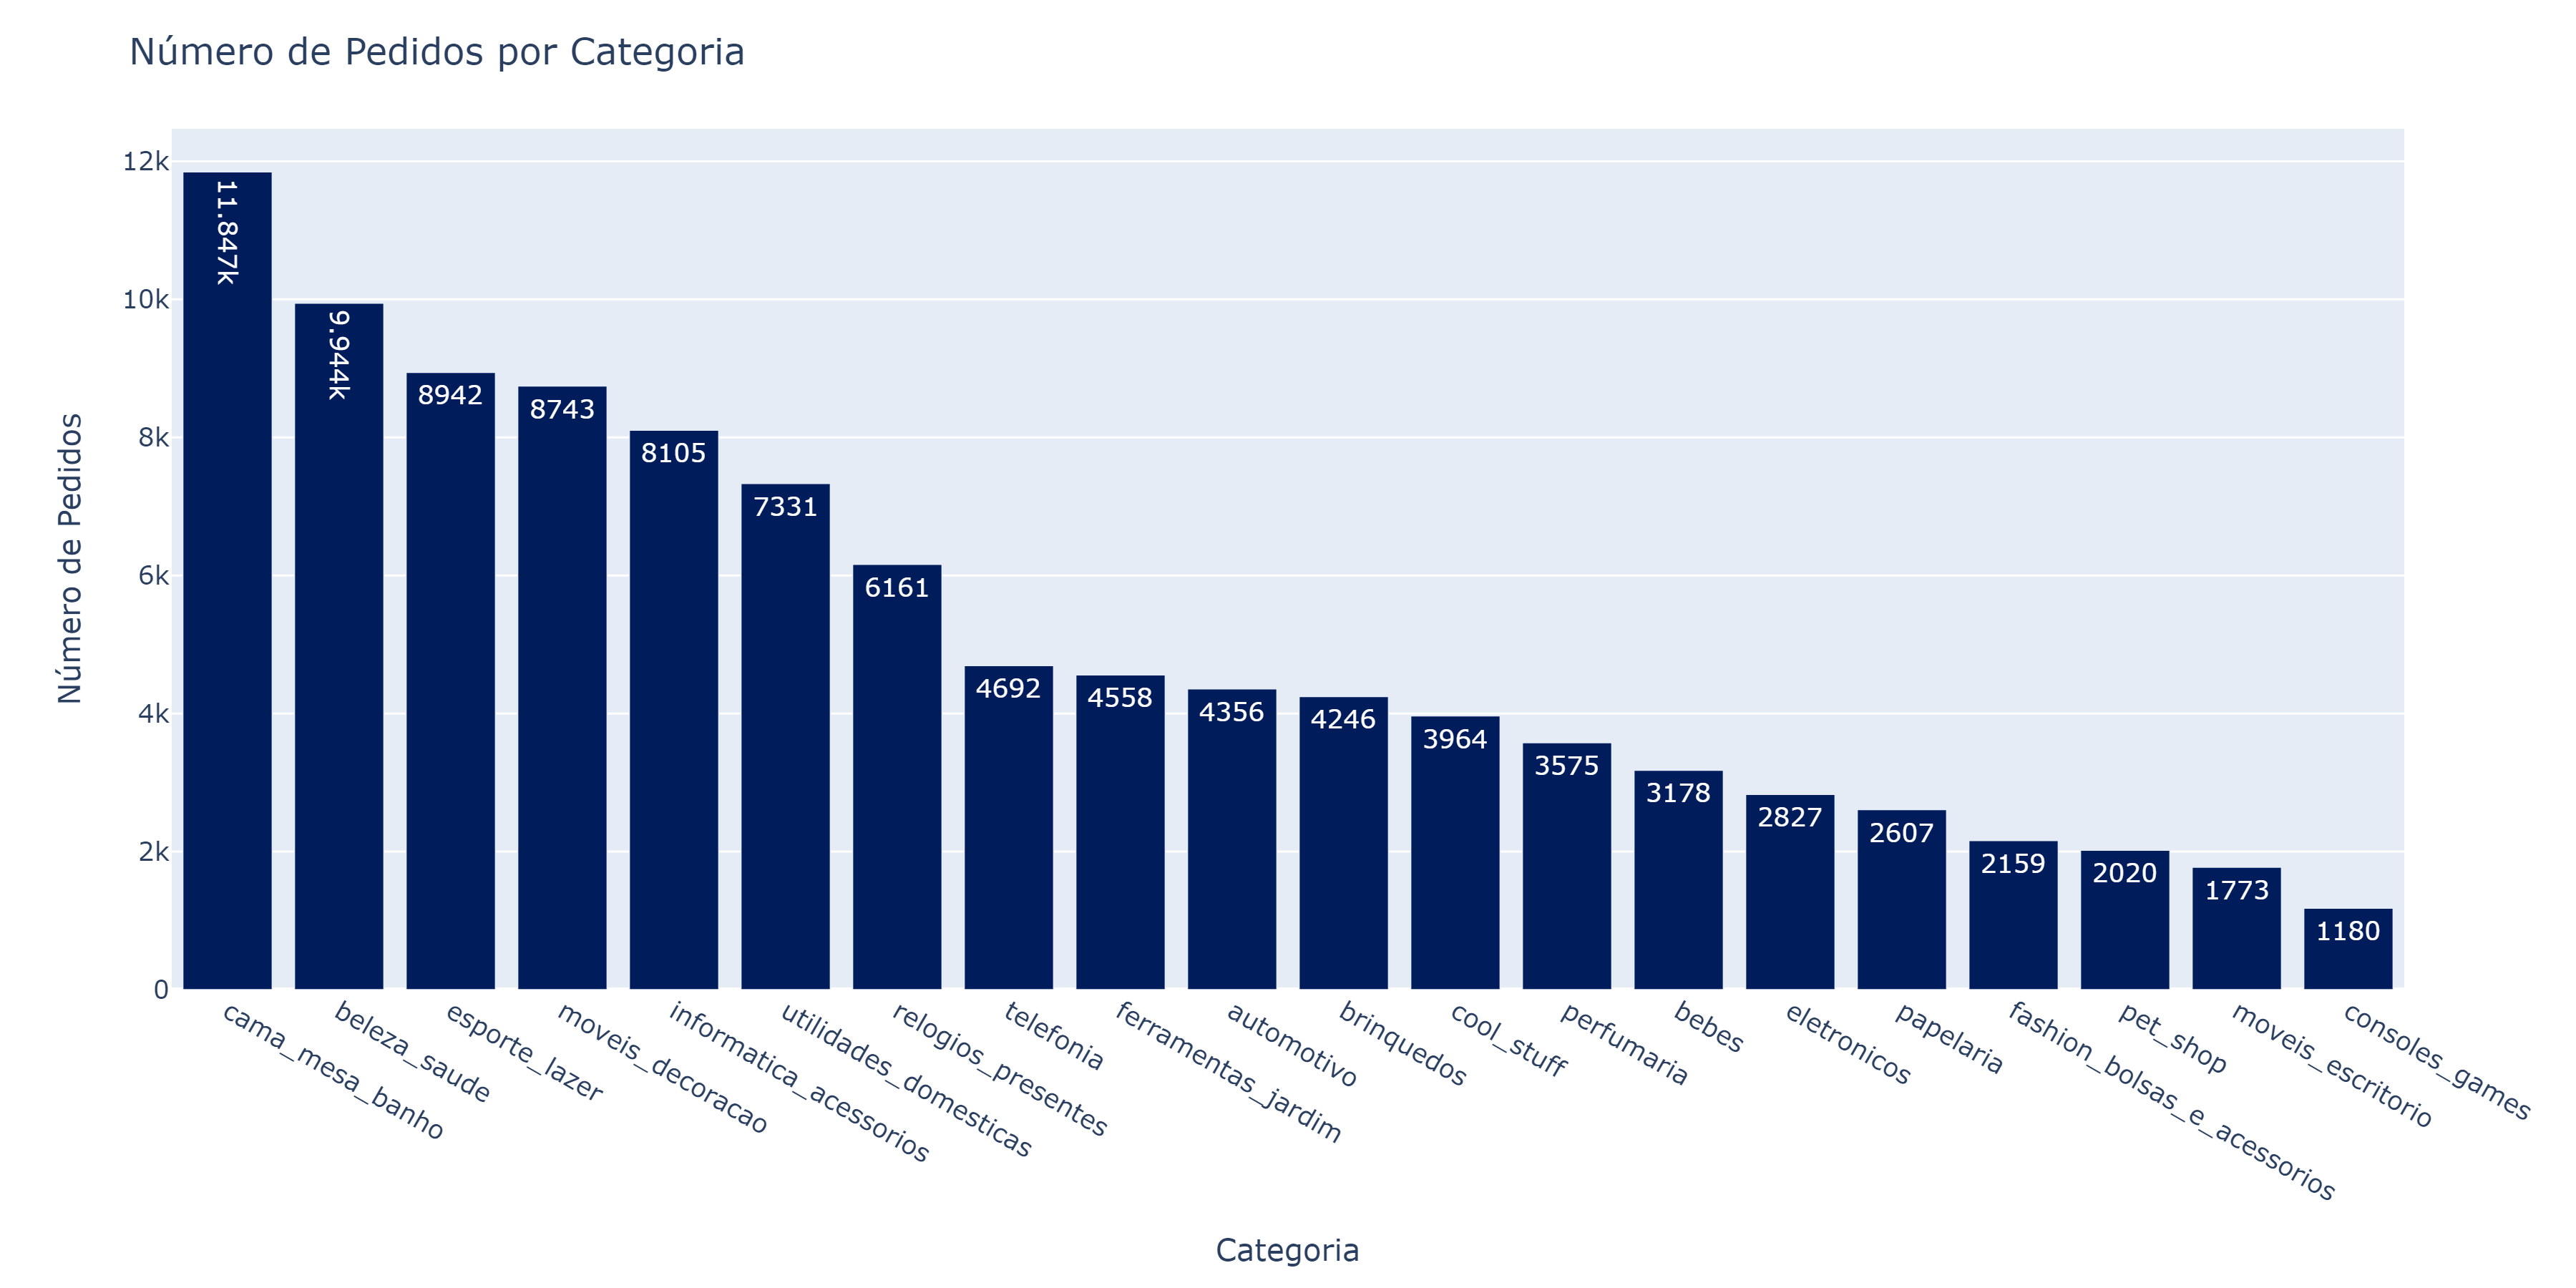 Número de Pedidos por Categoria
12k
10k
8k
6k
4k
2k
0
Número de Pedidos
11.847k
9.944k
8942
8743
8105
7331
6161
4692
4558
4356
4246
3964
3575
3178
2827
2607
2159
2020
1773
1180
cama_mesa_banho
beleza_saude
esporte_lazer
moveis_decoracao
informatica_acessorios
utilidades_domesticas
relogios_presentes
telefonia
ferramentas_jardim
automotivo
brinquedos
cool_stuff
perfumaria
bebes
eletronicos
papelaria
fashion_bolsas_e_acessorios
pet_shop
moveis_escritorio
consoles_games
Categoria